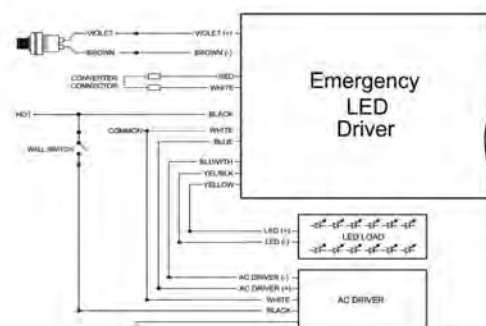 VIOLET
VIOLET (+)
BROWN
BROWN (-)
CONVERTER
CONNECTOR
RED
WHITE
Emergency
LED
Driver
HOT
BLACK
COMMON
WHITE
BLUE
WALL SWITCH
BLU/WTH
YEL/BLK
YELLOW
LED (+)
LED (-)
LED LOAD
AC DRIVER (-)
AC DRIVER (+)
WHITE
BLACK
AC DRIVER